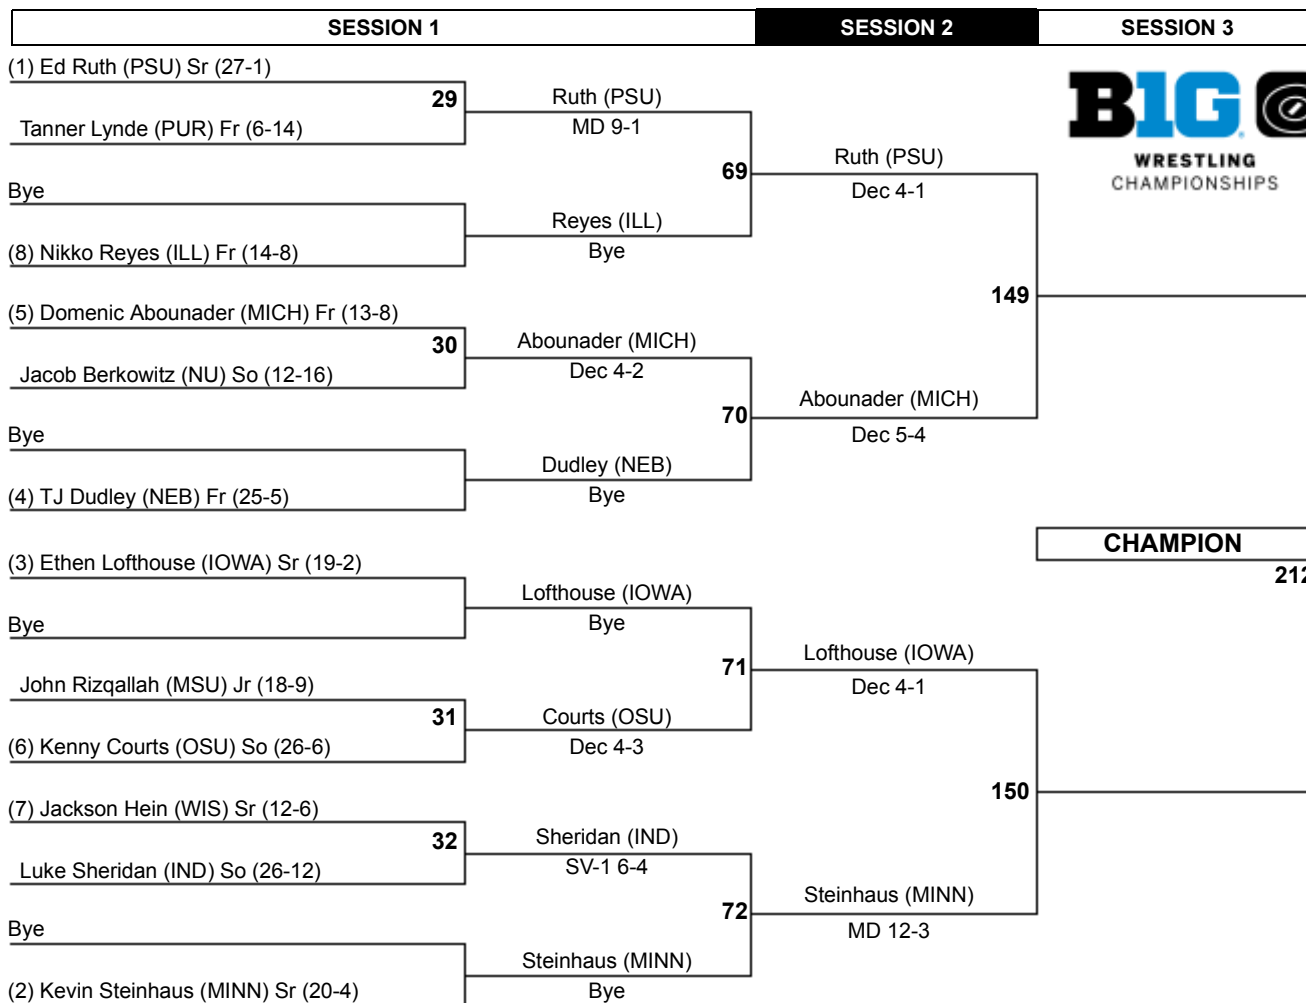 SESSION 1 SESSION 2 SESSION 3
(1) Ed Ruth (PSU) Sr (27-1)
29
Ruth (PSU)
MD 9-1
Tanner Lynde (PUR) Fr (6-14)
69
Ruth (PSU)
Dec 4-1
B1G
WRESTLING
CHAMPIONSHIPS
Bye
Reyes (ILL)
Bye
(8) Nikko Reyes (ILL) Fr (14-8)
149
(5) Domenic Abounader (MICH) Fr (13-8)
30
Abounader (MICH)
Dec 4-2
Jacob Berkowitz (NU) So (12-16)
70
Abounader (MICH)
Dec 5-4
Bye
Dudley (NEB)
Bye
(4) TJ Dudley (NEB) Fr (25-5)
CHAMPION
212
(3) Ethen Lofthouse (IOWA) Sr (19-2)
Lofthouse (IOWA)
Bye
Bye
71
Lofthouse (IOWA)
Dec 4-1
John Rizqallah (MSU) Jr (18-9)
31
Courts (OSU)
Dec 4-3
(6) Kenny Courts (OSU) So (26-6)
150
(7) Jackson Hein (WIS) Sr (12-6)
32
Sheridan (IND)
SV-1 6-4
Luke Sheridan (IND) So (26-12)
72
Steinhaus (MINN)
MD 12-3
Bye
Steinhaus (MINN)
Bye
(2) Kevin Steinhaus (MINN) Sr (20-4)